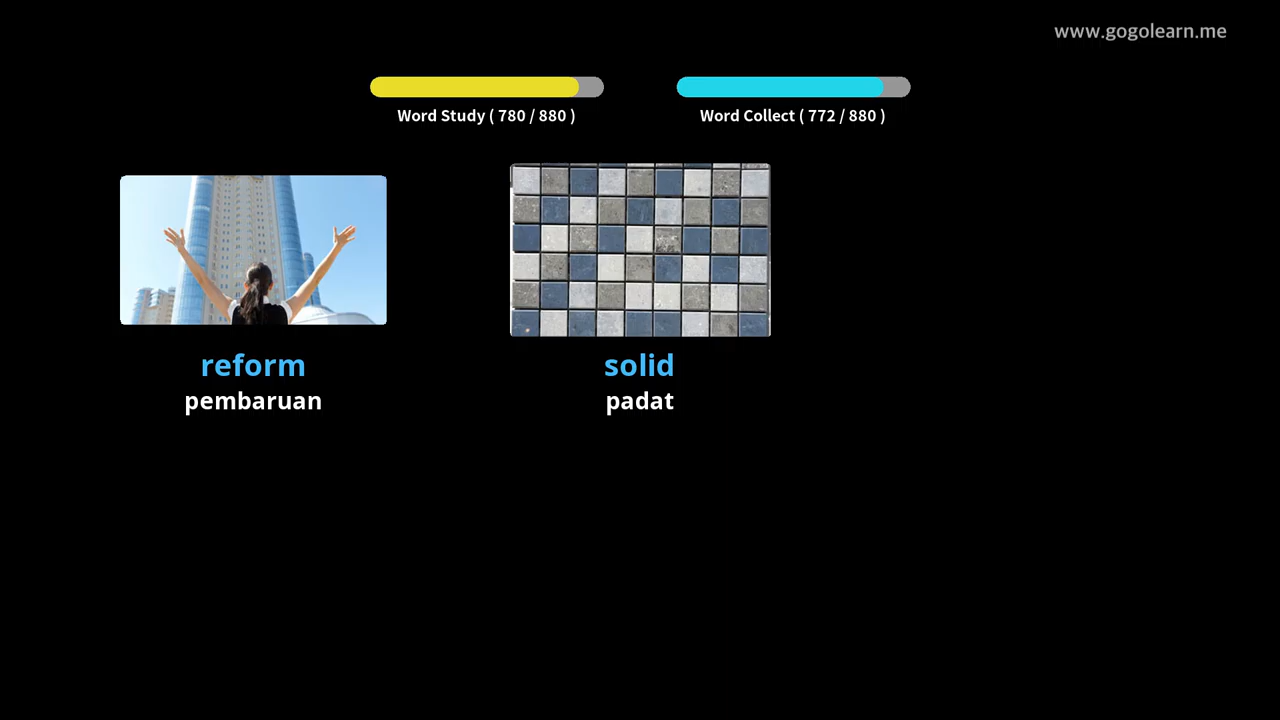 www.gogolearn.me
Word Study ( 780 / 880 )
Word Collect ( 772 / 880 )
reform
pembaruan
solid
padat